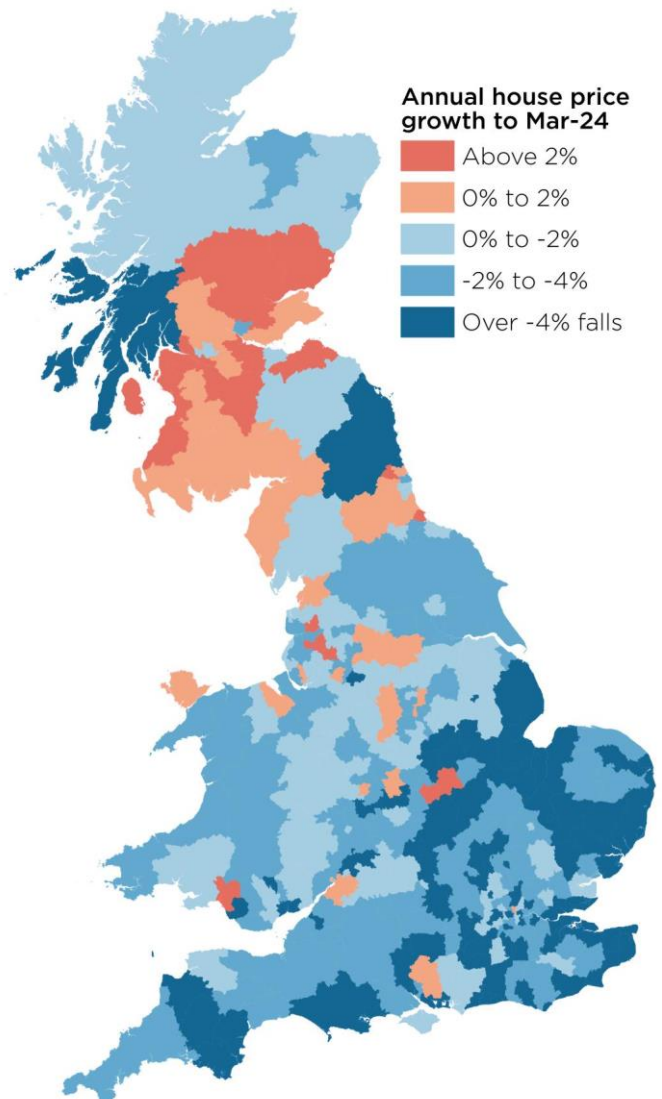 Annual house price
growth to Mar-24
Above 2%
0% to 2%
0% to -2%
-2% to -4%
Over -4% falls